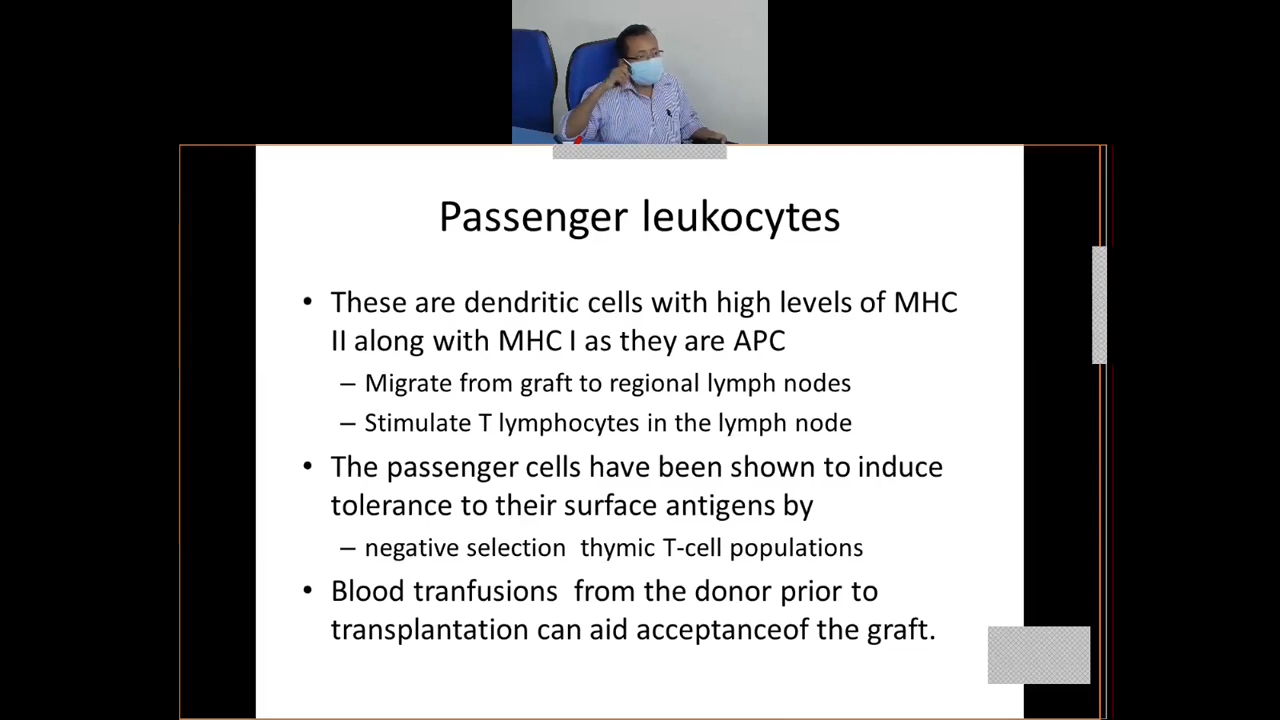 Passenger leukocytes
• These are dendritic cells with high levels of MHC
II along with MHC I as they are APC
– Migrate from graft to regional lymph nodes
– Stimulate T lymphocytes in the lymph node
• The passenger cells have been shown to induce
tolerance to their surface antigens by
– negative selection  thymic T-cell populations
• Blood tranfusions  from the donor prior to
transplantation can aid acceptanceof the graft.